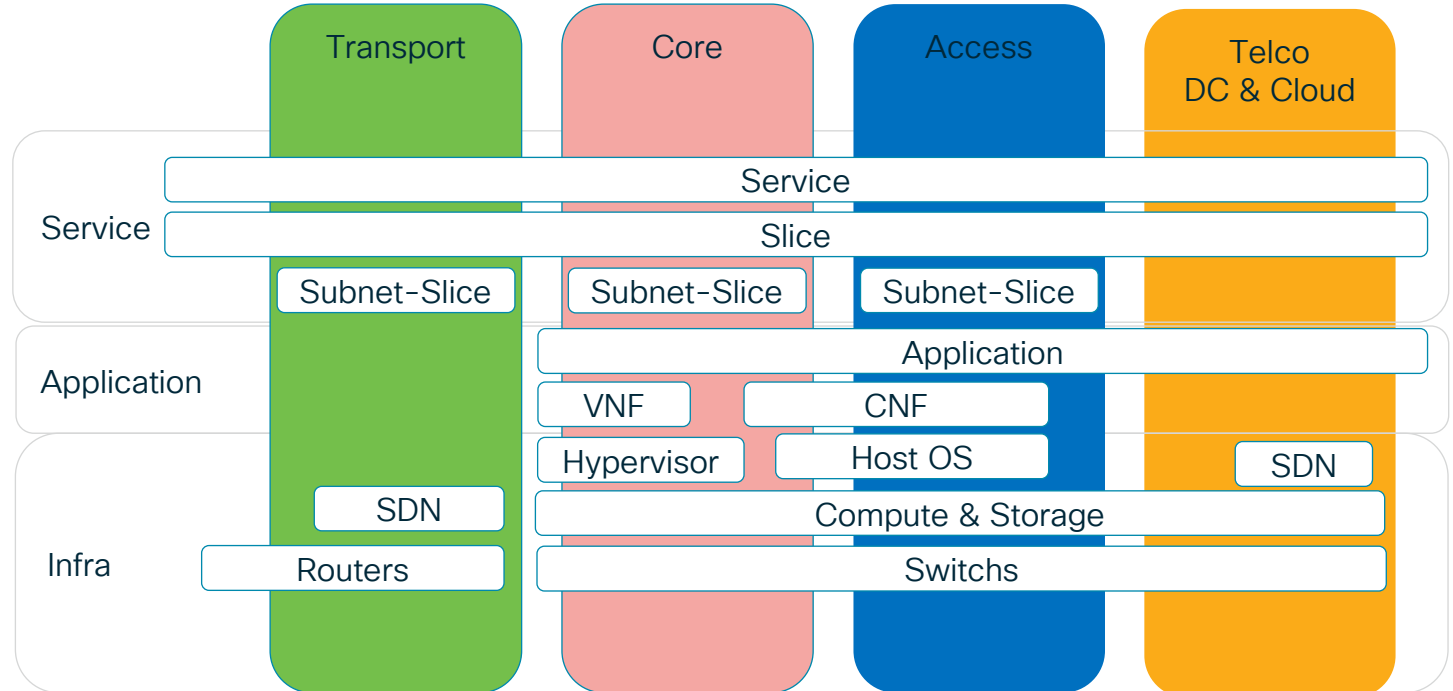 Transport
Core
Access
Telco
DC & Cloud
Service
Service
Slice
Subnet-Slice
Subnet-Slice
Subnet-Slice
Application
Application
VNF
CNF
Infra
Hypervisor
Host OS
SDN
SDN
Compute & Storage
Routers
Switchs